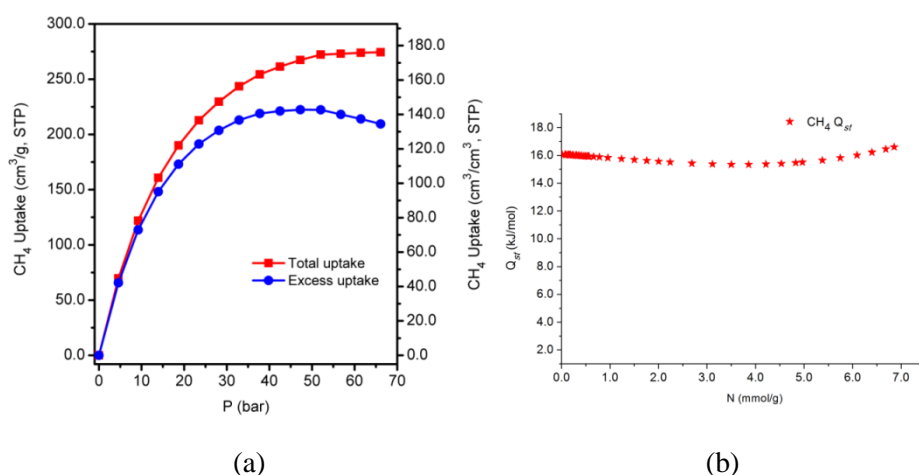 300.0
250.0
200.0
150.0
100.0
50.0
0.0
CH₄ Uptake (cm³/g, STP)
180.0
160.0
140.0
120.0
100.0
80.0
60.0
40.0
20.0
0.0
CH₄ Uptake (cm³/cm³, STP)
Total uptake
Excess uptake
0 10 20 30 40 50 60 70
P (bar)
(a)
CH₄ Qst
18.0
16.0
14.0
12.0
10.0
8.0
6.0
4.0
2.0
Qst (kJ/mol)
0.0 1.0 2.0 3.0 4.0 5.0 6.0 7.0
N (mmol/g)
(b)